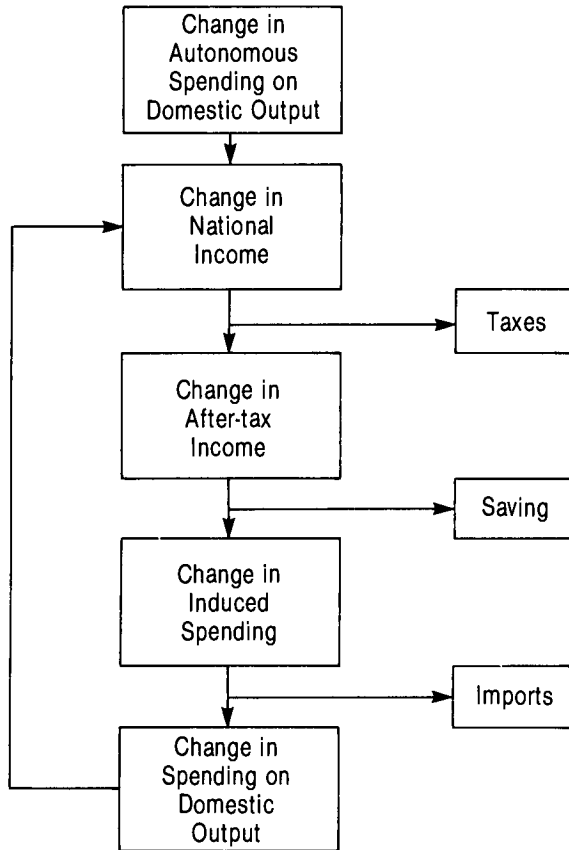 Change in
Autonomous
Spending on
Domestic Output
Change in
National
Income
Taxes
Change in
After-tax
Income
Saving
Change in
Induced
Spending
Imports
Change in
Spending on
Domestic
Output